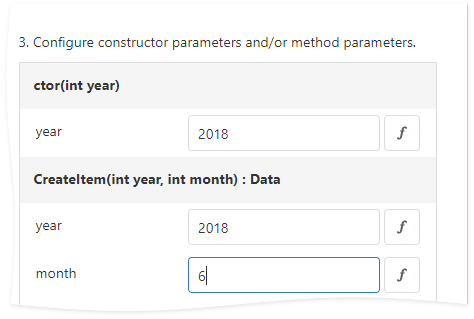 3. Configure constructor parameters and/or method parameters.
ctor(int year)
year 2018 f
CreateItem(int year, int month) : Data
year 2018 f
month 6 f